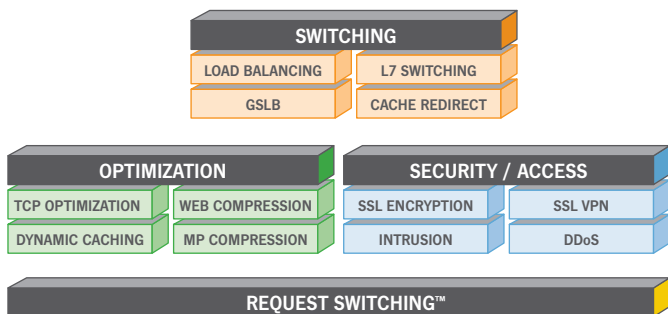 SWITCHING
LOAD BALANCING
L7 SWITCHING
GSLB
CACHE REDIRECT
OPTIMIZATION
SECURITY / ACCESS
TCP OPTIMIZATION
WEB COMPRESSION
SSL ENCRYPTION
SSL VPN
DYNAMIC CACHING
MP COMPRESSION
INTRUSION
DDoS
REQUEST SWITCHING™